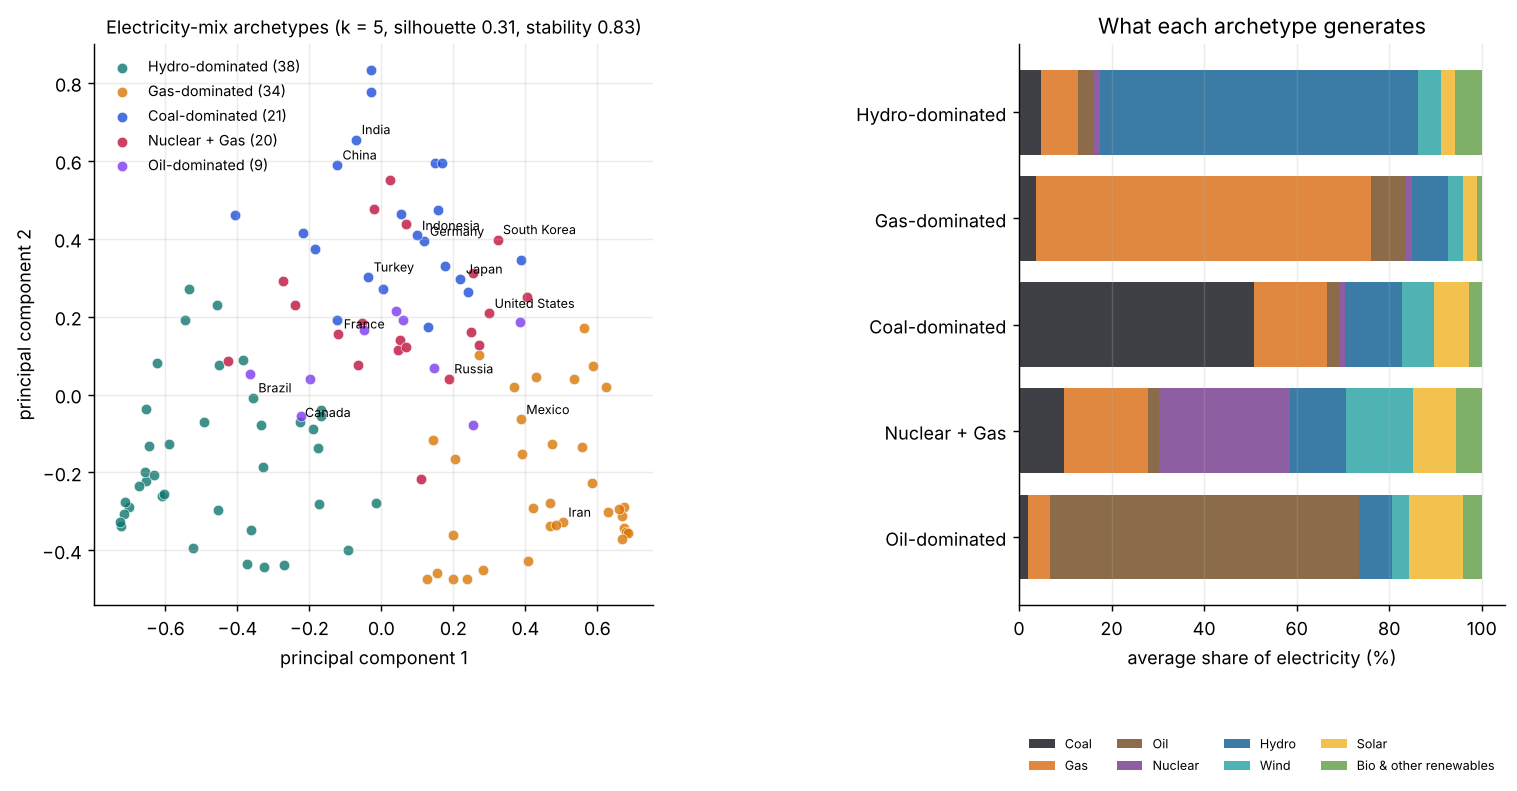 Electricity-mix archetypes (k = 5, silhouette 0.31, stability 0.83)
Hydro-dominated (38)
Gas-dominated (34)
Coal-dominated (21)
Nuclear + Gas (20)
Oil-dominated (9)
India
China
Indonesia
Germany
South Korea
Turkey
Japan
United States
France
Russia
Brazil
Canada
Mexico
Iran
0.8
0.6
0.4
0.2
0.0
−0.2
−0.4
principal component 2
−0.6
−0.4
−0.2
0.0
0.2
0.4
0.6
principal component 1
What each archetype generates
Hydro-dominated
Gas-dominated
Coal-dominated
Nuclear + Gas
Oil-dominated
0
20
40
60
80
100
average share of electricity (%)
Coal
Gas
Oil
Nuclear
Hydro
Wind
Solar
Bio & other renewables